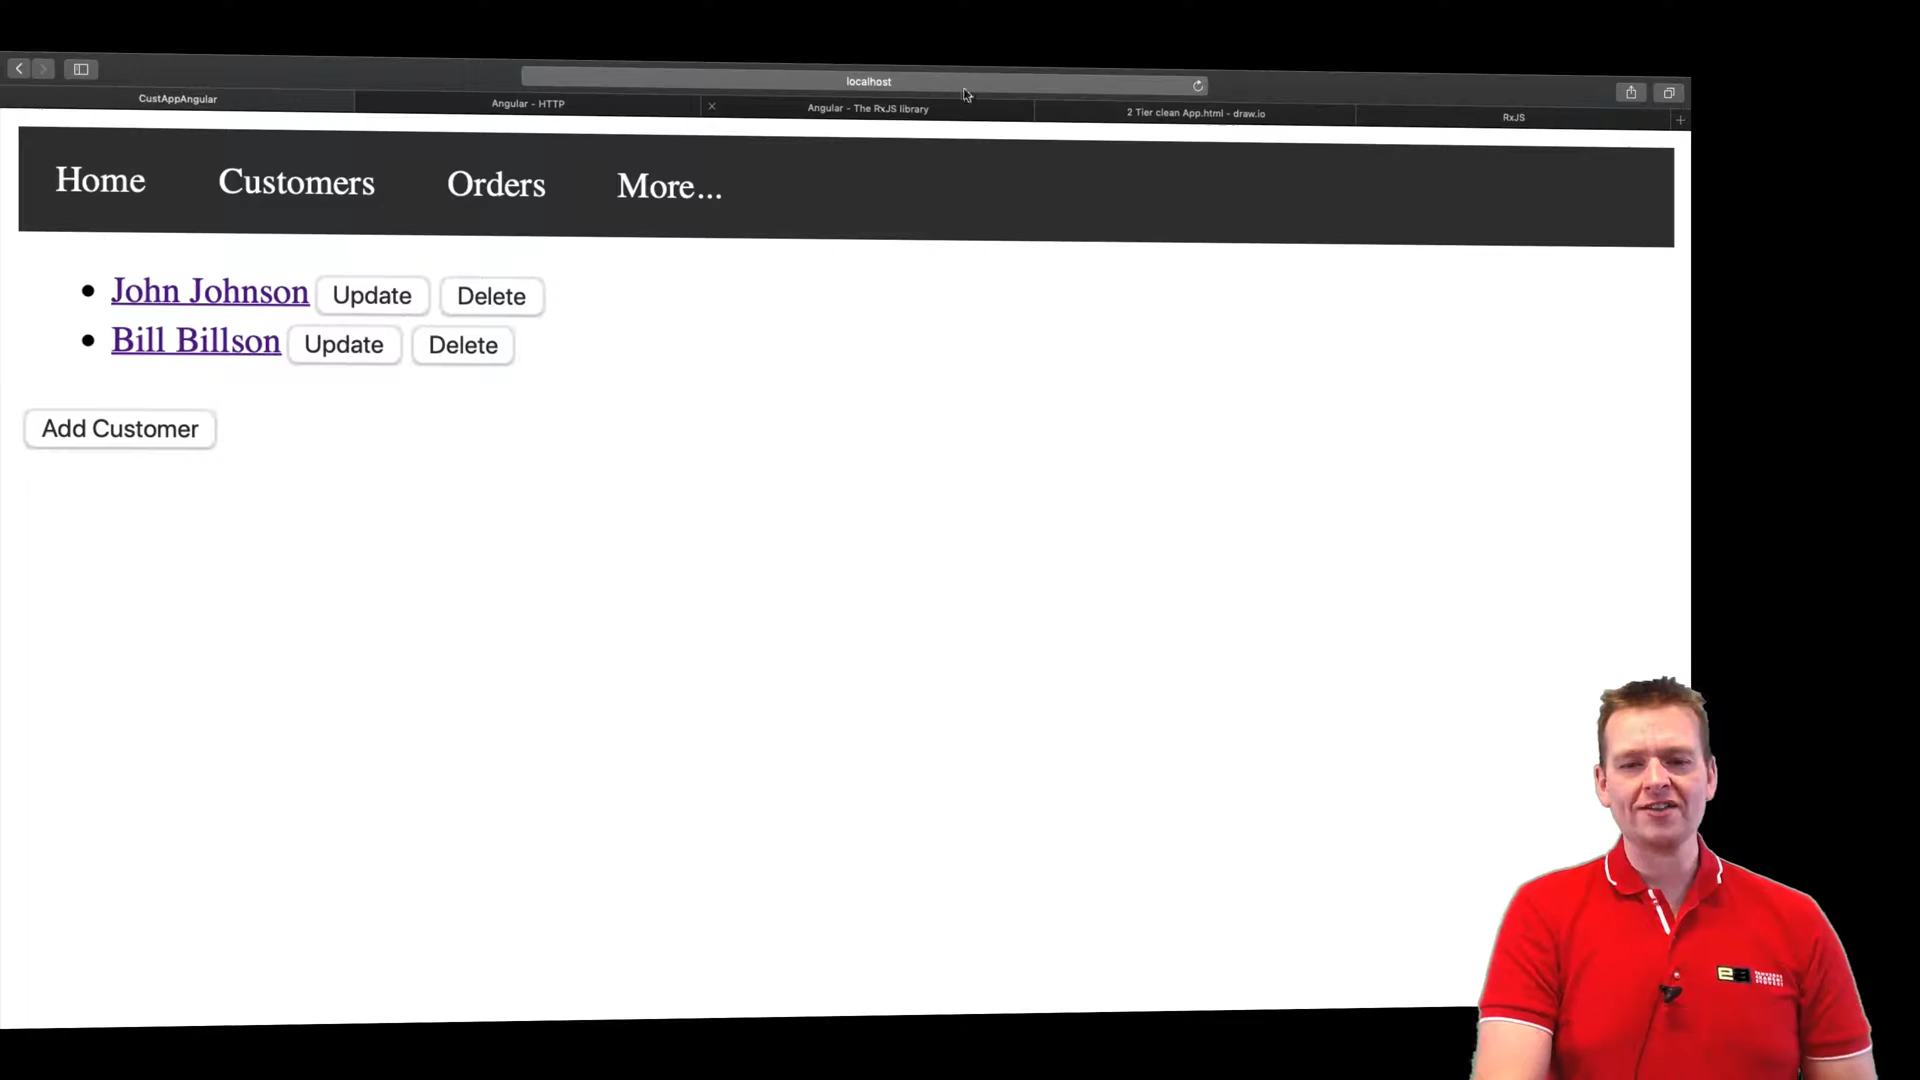 localhost
CustAppAngular
Angular - HTTP
Angular - The RxJS library
2 Tier clean App.html - draw.io
RxJS
Home Customers Orders More...
John Johnson Update Delete
Bill Billson Update Delete
Add Customer